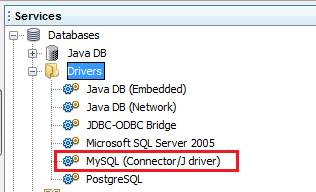 Services
Databases
Java DB
Drivers
Java DB (Embedded)
Java DB (Network)
JDBC-ODBC Bridge
Microsoft SQL Server 2005
MySQL (Connector/J driver)
PostgreSQL